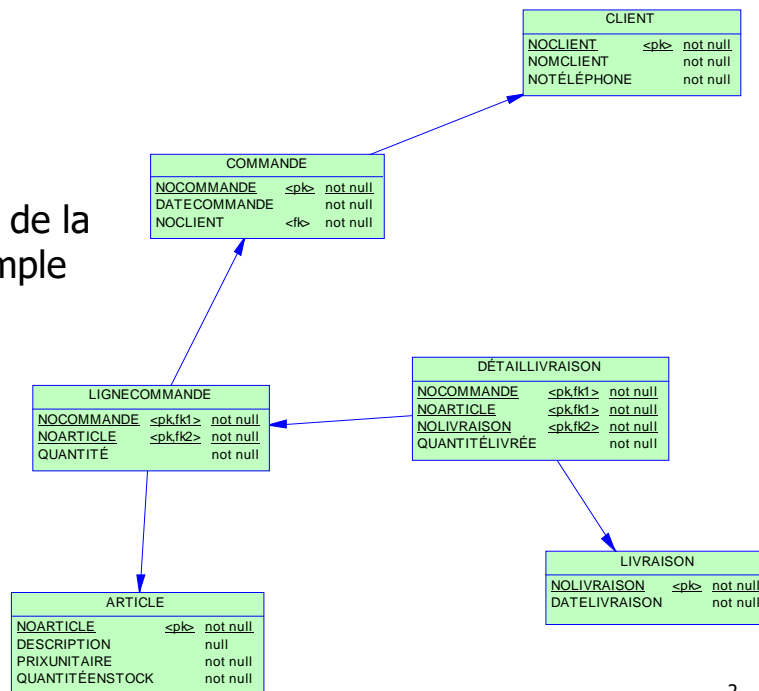 CLIENT
NOCLIENT <pk> not null
NOMCLIENT not null
NOTÉLÉPHONE not null
COMMANDE
NOCOMMANDE <pk> not null
DATECOMMANDE not null
NOCLIENT <fk> not null
de la
mple
DÉTAILLIVRAISON
NOCOMMANDE <pk,fk1> not null
NOARTICLE <pk,fk1> not null
NOLIVRAISON <pk,fk2> not null
QUANTITÉLIVRÉE not null
LIGNECOMMANDE
NOCOMMANDE <pk,fk1> not null
NOARTICLE <pk,fk2> not null
QUANTITÉ not null
LIVRAISON
NOLIVRAISON <pk> not null
DATELIVRAISON not null
ARTICLE
NOARTICLE <pk> not null
DESCRIPTION null
PRIXUNITAIRE not null
QUANTITÉENSTOCK not null